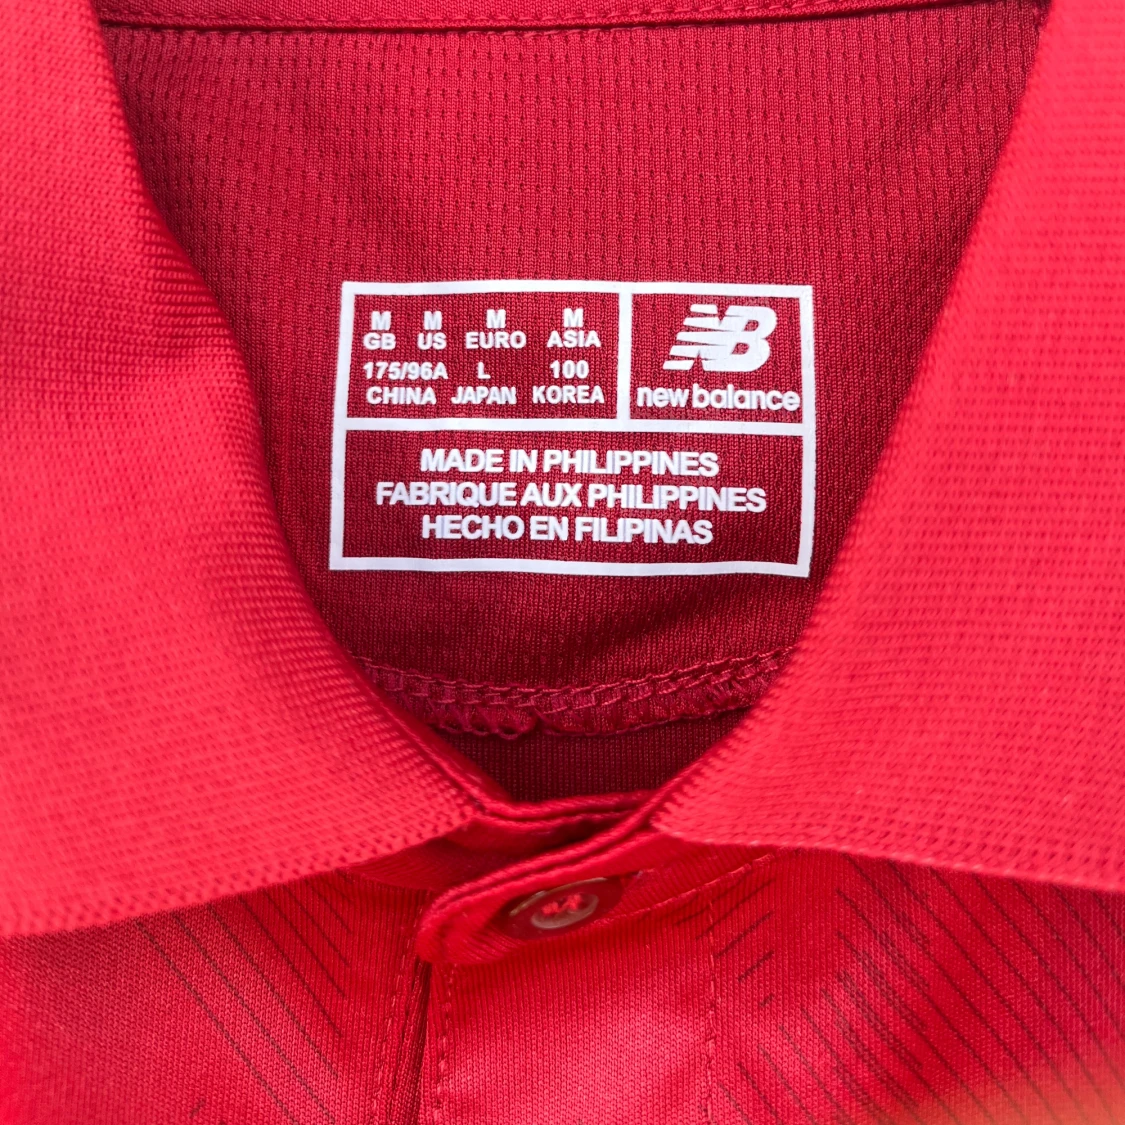 M M M M
GB US EURO ASIA
175/96A L 100
CHINA JAPAN KOREA
NB
new balance
MADE IN PHILIPPINES
FABRIQUE AUX PHILIPPINES
HECHO EN FILIPINAS